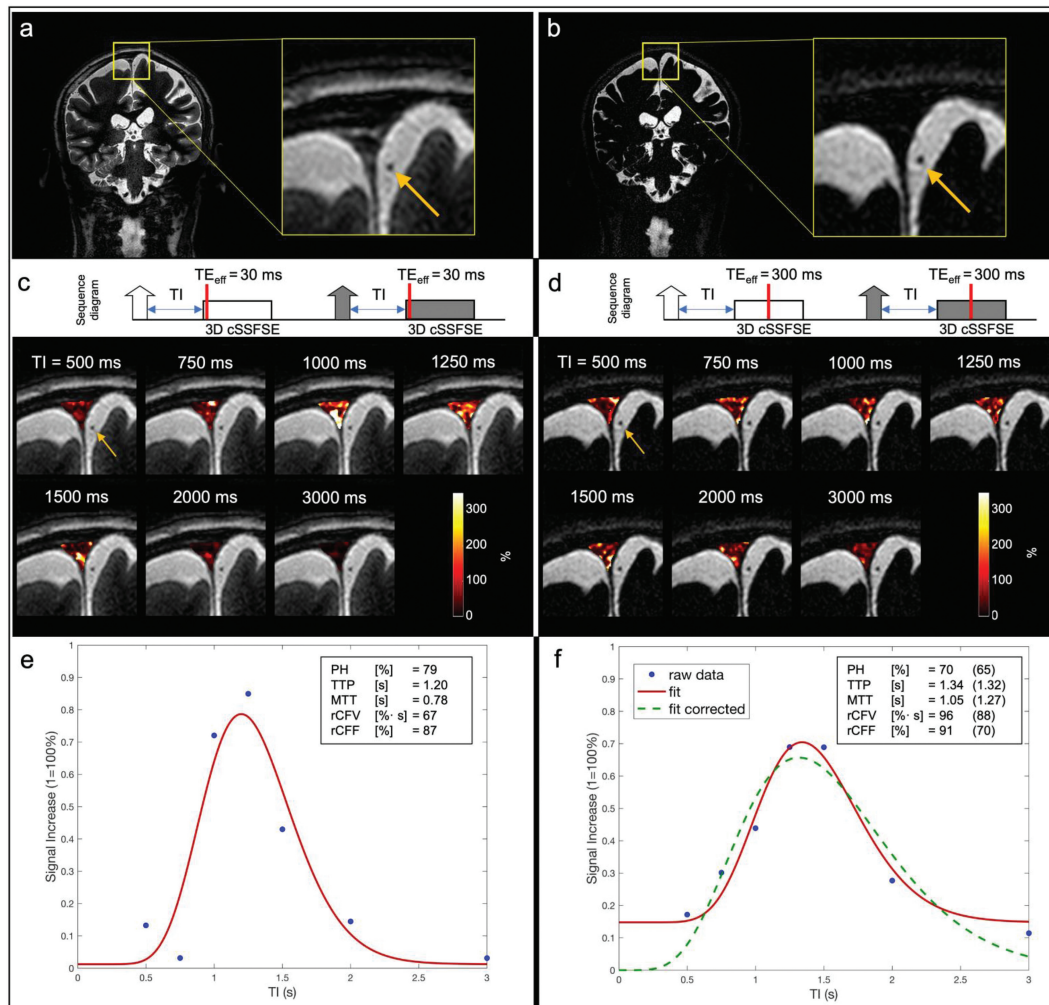 a
b
c
Sequence
diagram
TI
TEeff = 30 ms
3D cSSFSE
TI
TEeff = 30 ms
3D cSSFSE
TI = 500 ms
750 ms
1000 ms
1250 ms
1500 ms
2000 ms
3000 ms
300
200
100
0
%
d
Sequence
diagram
TI
TEeff = 300 ms
3D cSSFSE
TI
TEeff = 300 ms
3D cSSFSE
TI = 500 ms
750 ms
1000 ms
1250 ms
1500 ms
2000 ms
3000 ms
300
200
100
0
%
e
PH [%] = 79
TTP [s] = 1.20
MTT [s] = 0.78
rCFV [%· s] = 67
rCFF [%] = 87
Signal Increase (1=100%)
1
0.9
0.8
0.7
0.6
0.5
0.4
0.3
0.2
0.1
0
0 0.5 1 1.5 2 2.5 3
TI (s)
f
raw data
fit
fit corrected
PH [%] = 70 (65)
TTP [s] = 1.34 (1.32)
MTT [s] = 1.05 (1.27)
rCFV [%· s] = 96 (88)
rCFF [%] = 91 (70)
Signal Increase (1=100%)
1
0.9
0.8
0.7
0.6
0.5
0.4
0.3
0.2
0.1
0
0 0.5 1 1.5 2 2.5 3
TI (s)